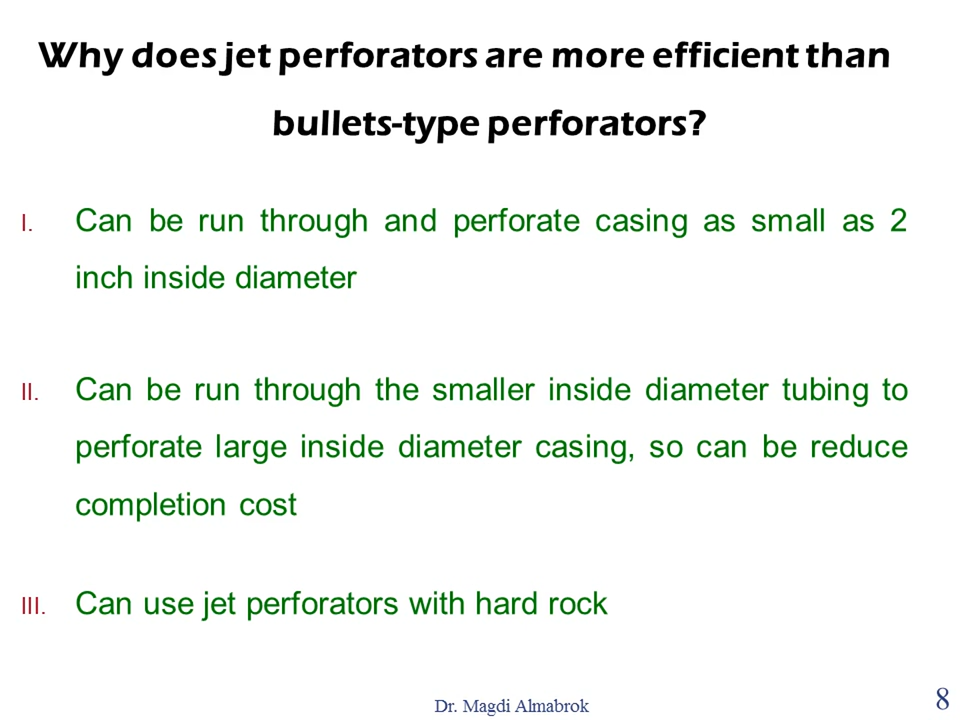 Why does jet perforators are more efficient than
bullets-type perforators?
I. Can be run through and perforate casing as small as 2
inch inside diameter
II. Can be run through the smaller inside diameter tubing to
perforate large inside diameter casing, so can be reduce
completion cost
III. Can use jet perforators with hard rock
Dr. Magdi Almabrok
8